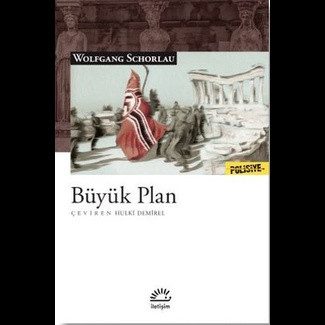 WOLFGANG SCHORLAU
POLİSİYE
Büyük Plan
ÇEVİREN HULKİ DEMİREL
iletişim